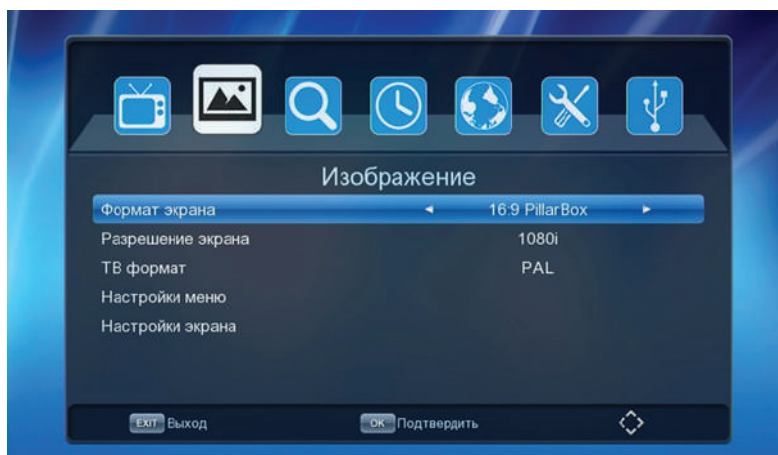 Изображение
Формат экрана 16:9 PillarBox
Разрешение экрана 1080i
ТВ формат PAL
Настройки меню
Настройки экрана
EXIT Выход OK Подтвердить